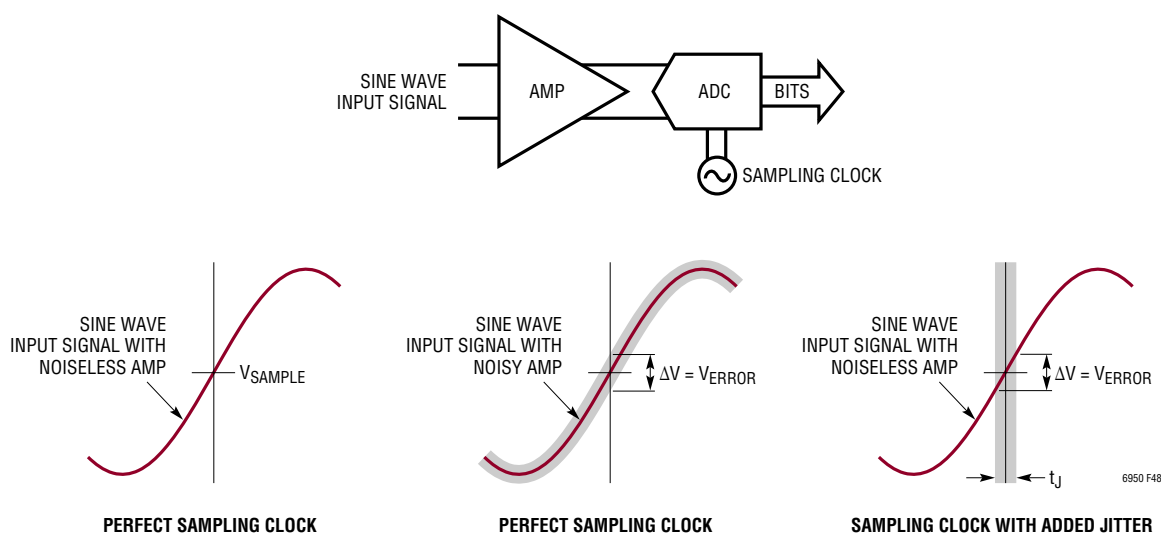 SINE WAVE
INPUT SIGNAL
AMP
ADC
BITS
SAMPLING CLOCK
SINE WAVE
INPUT SIGNAL WITH
NOISELESS AMP
VSAMPLE
PERFECT SAMPLING CLOCK
SINE WAVE
INPUT SIGNAL WITH
NOISY AMP
ΔV = VERROR
PERFECT SAMPLING CLOCK
SINE WAVE
INPUT SIGNAL WITH
NOISELESS AMP
ΔV = VERROR
tJ
6950 F48
SAMPLING CLOCK WITH ADDED JITTER